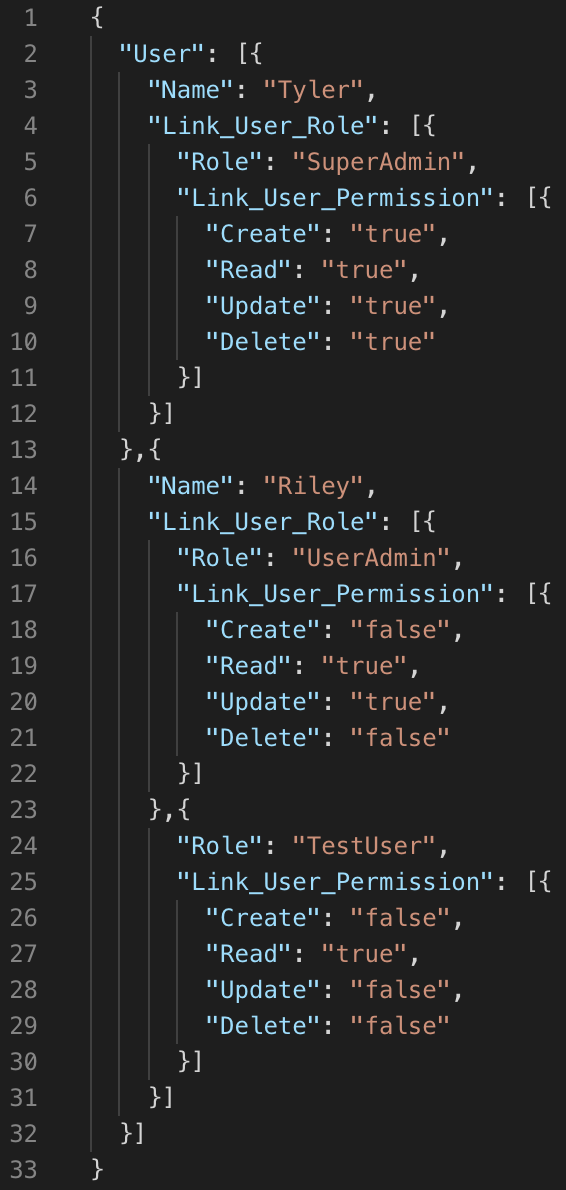 1 {
2 "User": [{
3 "Name": "Tyler",
4 "Link_User_Role": [{
5 "Role": "SuperAdmin",
6 "Link_User_Permission": [{
7 "Create": "true",
8 "Read": "true",
9 "Update": "true",
10 "Delete": "true"
11 }]
12 }]
13 },{
14 "Name": "Riley",
15 "Link_User_Role": [{
16 "Role": "UserAdmin",
17 "Link_User_Permission": [{
18 "Create": "false",
19 "Read": "true",
20 "Update": "true",
21 "Delete": "false"
22 }]
23 },{
24 "Role": "TestUser",
25 "Link_User_Permission": [{
26 "Create": "false",
27 "Read": "true",
28 "Update": "false",
29 "Delete": "false"
30 }]
31 }]
32 }]
33 }